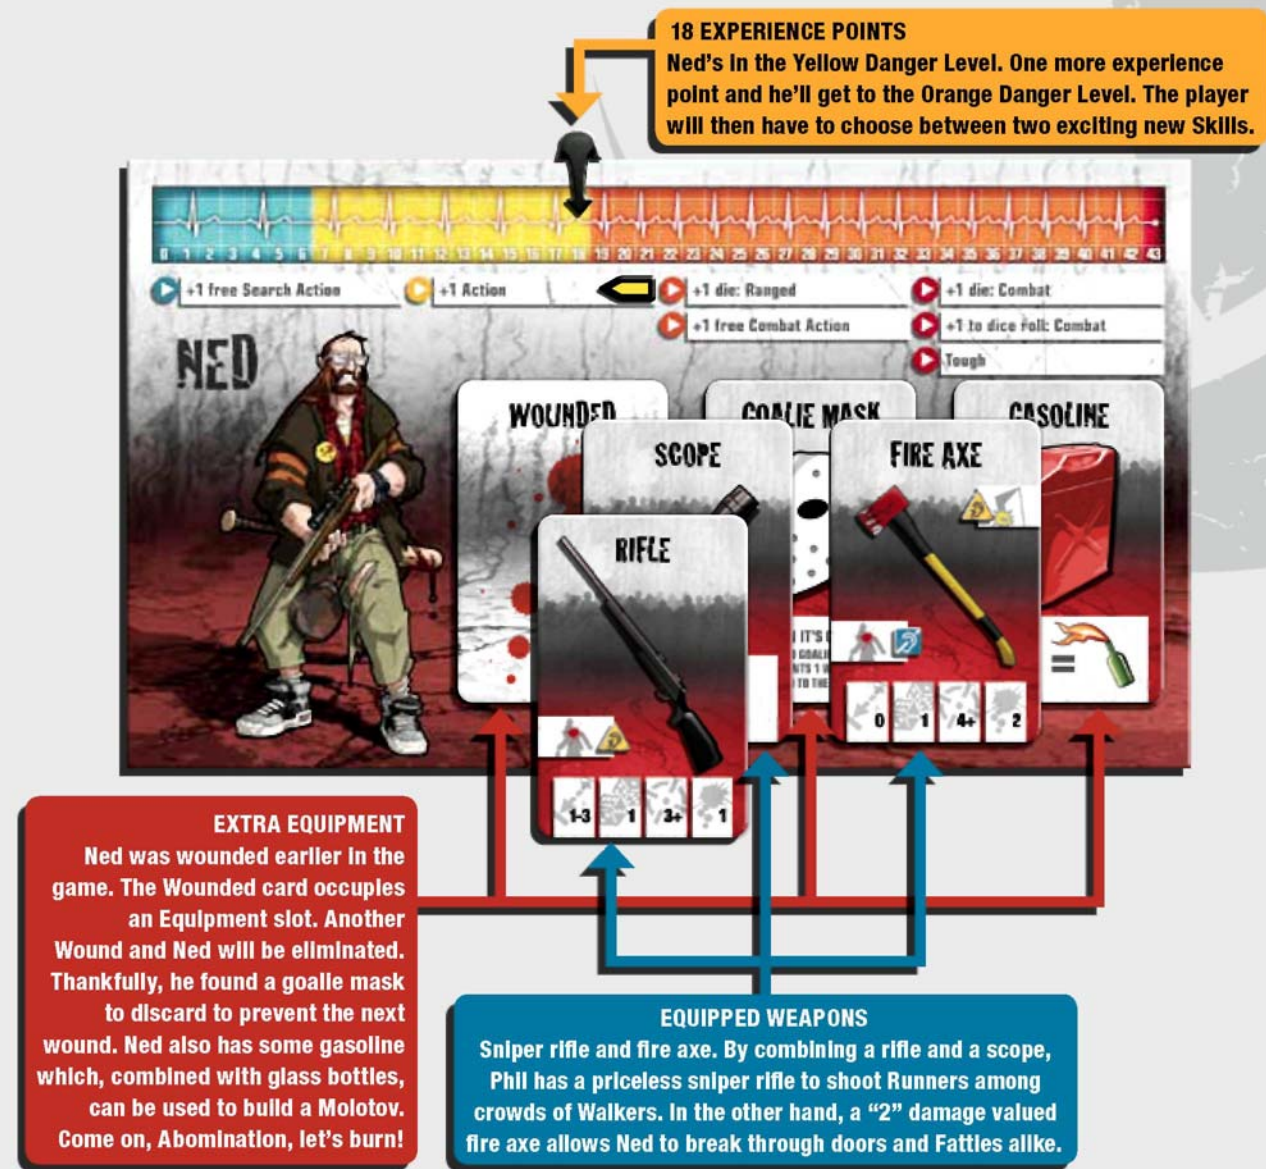 18 EXPERIENCE POINTS
Ned's in the Yellow Danger Level. One more experience
point and he'll get to the Orange Danger Level. The player
will then have to choose between two exciting new Skills.
0 1 2 3 4 5 6 7 8 9 10 11 12 13 14 15 16 17 18 19 20 21 22 23 24 25 26 27 28 29 30 31 32 33 34 35 36 37 38 39 40 41 42 43
+1 free Search Action
+1 Action
+1 die: Ranged
+1 die: Combat
+1 free Combat Action
+1 to dice roll: Combat
Tough
NED
WOUNDED
GOALIE MASK
GASOLINE
SCOPE
FIRE AXE
RIFLE
IT'S
GOALI
NTS 1
TO THE
=
0 1 4+ 2
1-3 1 3+ 1
EXTRA EQUIPMENT
Ned was wounded earlier in the
game. The Wounded card occupies
an Equipment slot. Another
Wound and Ned will be eliminated.
Thankfully, he found a goalie mask
to discard to prevent the next
wound. Ned also has some gasoline
which, combined with glass bottles,
can be used to build a Molotov.
Come on, Abomination, let's burn!
EQUIPPED WEAPONS
Sniper rifle and fire axe. By combining a rifle and a scope,
Phil has a priceless sniper rifle to shoot Runners among
crowds of Walkers. In the other hand, a “2” damage valued
fire axe allows Ned to break through doors and Fatties alike.